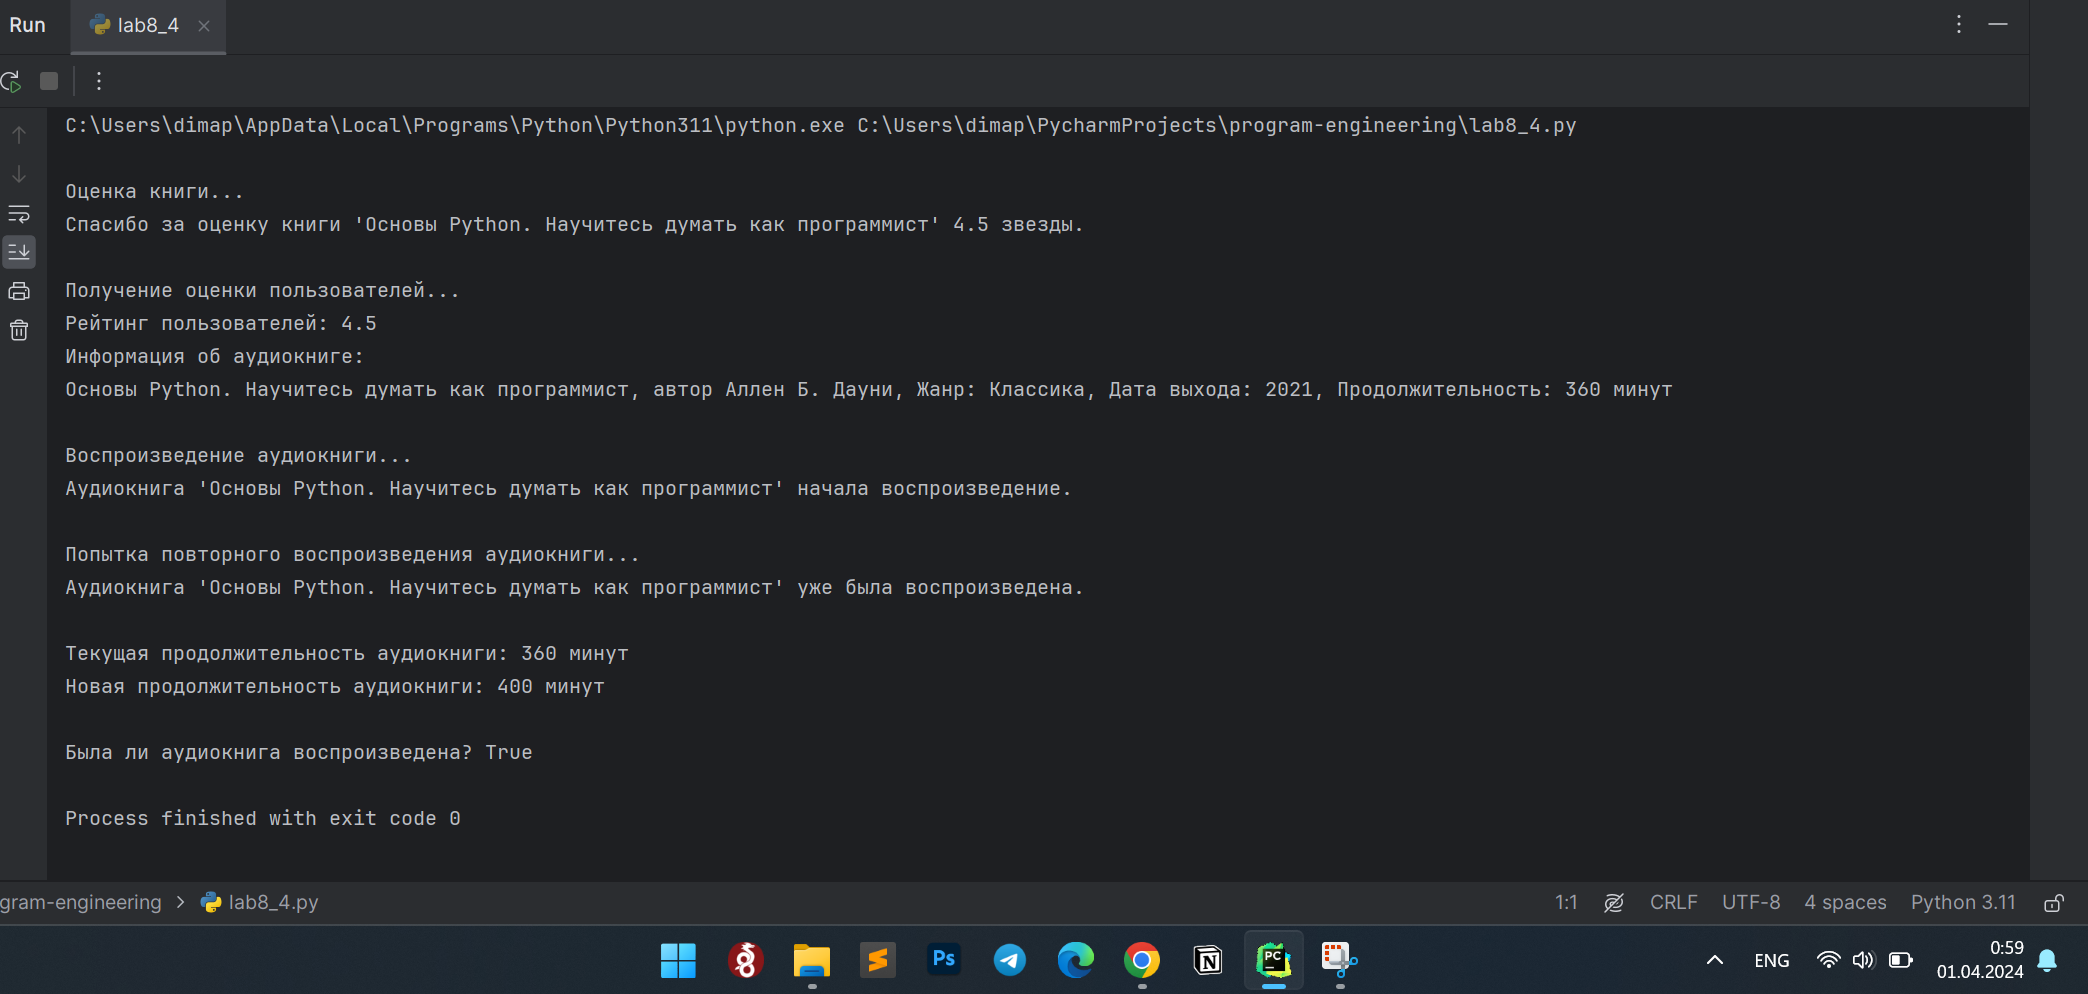 Run lab8_4
C:\Users\dimap\AppData\Local\Programs\Python\Python311\python.exe C:\Users\dimap\PycharmProjects\program-engineering\lab8_4.py
Оценка книги...
Спасибо за оценку книги 'Основы Python. Научитесь думать как программист' 4.5 звезды.
Получение оценки пользователей...
Рейтинг пользователей: 4.5
Информация об аудиокниге:
Основы Python. Научитесь думать как программист, автор Аллен Б. Дауни, Жанр: Классика, Дата выхода: 2021, Продолжительность: 360 минут
Воспроизведение аудиокниги...
Аудиокнига 'Основы Python. Научитесь думать как программист' начала воспроизведение.
Попытка повторного воспроизведения аудиокниги...
Аудиокнига 'Основы Python. Научитесь думать как программист' уже была воспроизведена.
Текущая продолжительность аудиокниги: 360 минут
Новая продолжительность аудиокниги: 400 минут
Была ли аудиокнига воспроизведена? True
Process finished with exit code 0
gram-engineering > lab8_4.py 1:1 CRLF UTF-8 4 spaces Python 3.11
8 Ps N PC ENG 0:59
01.04.2024